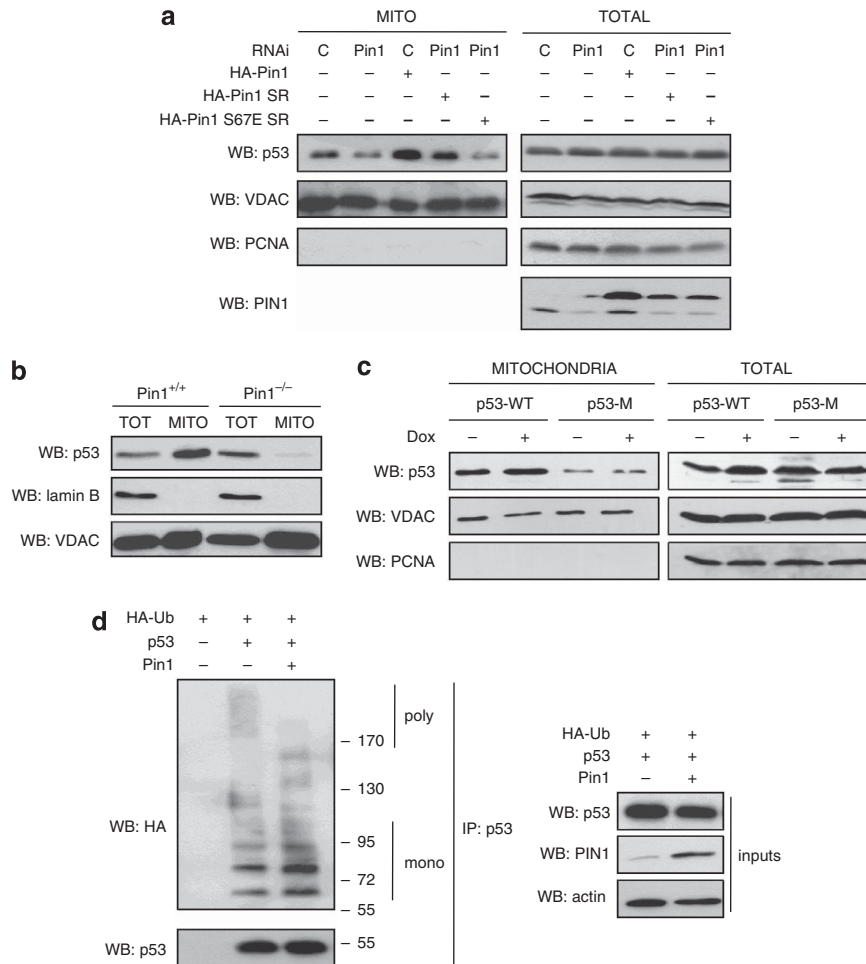 a
MITO TOTAL
RNAi C Pin1 C Pin1 Pin1 C Pin1 C Pin1 Pin1
HA-Pin1 – – + – – – – + – –
HA-Pin1 SR – – – + – – – – + –
HA-Pin1 S67E SR – – – – + – – – – +
WB: p53
WB: VDAC
WB: PCNA
WB: PIN1
b
Pin1+/+ Pin1–/–
TOT MITO TOT MITO
WB: p53
WB: lamin B
WB: VDAC
c
MITOCHONDRIA TOTAL
p53-WT p53-M p53-WT p53-M
Dox – + – + – + – +
WB: p53
WB: VDAC
WB: PCNA
d
HA-Ub + + +
p53 – + +
Pin1 – – +
poly
– 170
– 130
– 95
WB: HA
mono
– 72
– 55
WB: p53
– 55
IP: p53
HA-Ub + +
p53 + +
Pin1 – +
WB: p53
WB: PIN1
inputs
WB: actin